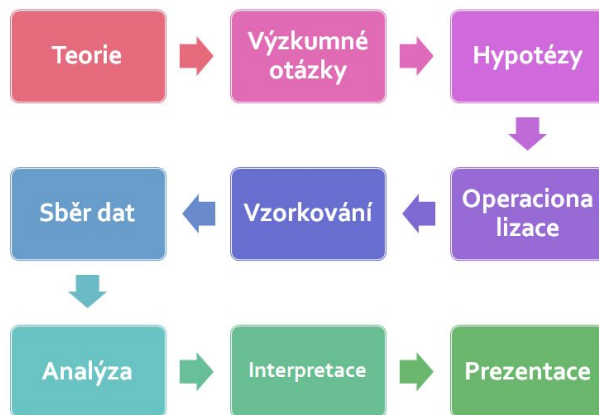 Teorie
Výzkumné
otázky
Hypotézy
Operaciona
lizace
Vzorkování
Sběr dat
Analýza
Interpretace
Prezentace